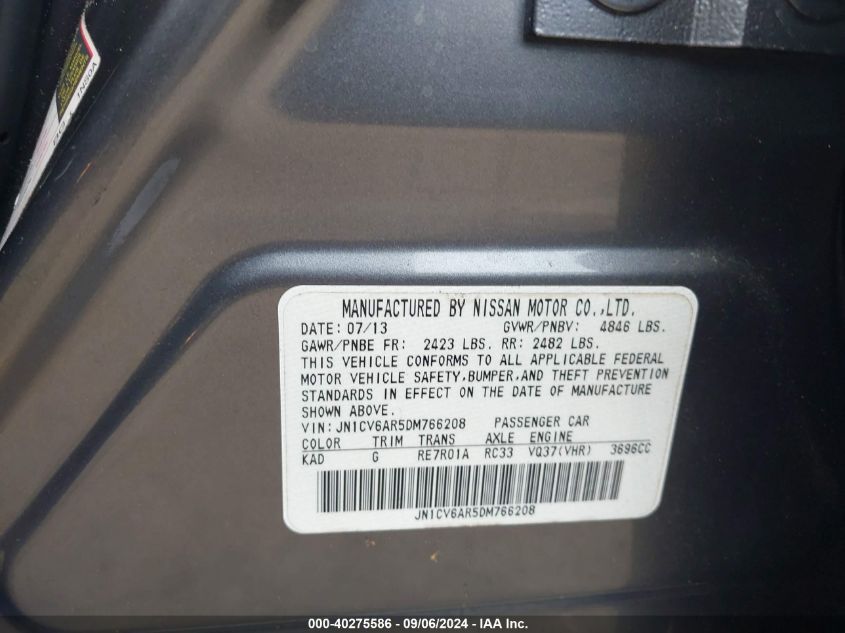 MANUFACTURED BY NISSAN MOTOR CO.,LTD.
DATE: 07/13 GVWR/PNBV: 4846 LBS.
GAWR/PNBE FR: 2423 LBS. RR: 2482 LBS.
THIS VEHICLE CONFORMS TO ALL APPLICABLE FEDERAL
MOTOR VEHICLE SAFETY,BUMPER,AND THEFT PREVENTION
STANDARDS IN EFFECT ON THE DATE OF MANUFACTURE
SHOWN ABOVE.
VIN: JN1CV6AR5DM766208 PASSENGER CAR
COLOR TRIM TRANS AXLE ENGINE
KAD G RE7R01A RC33 VQ37(VHR) 3696CC
JN1CV6AR5DM766208
000-40275586 - 09/06/2024 - IAA Inc.